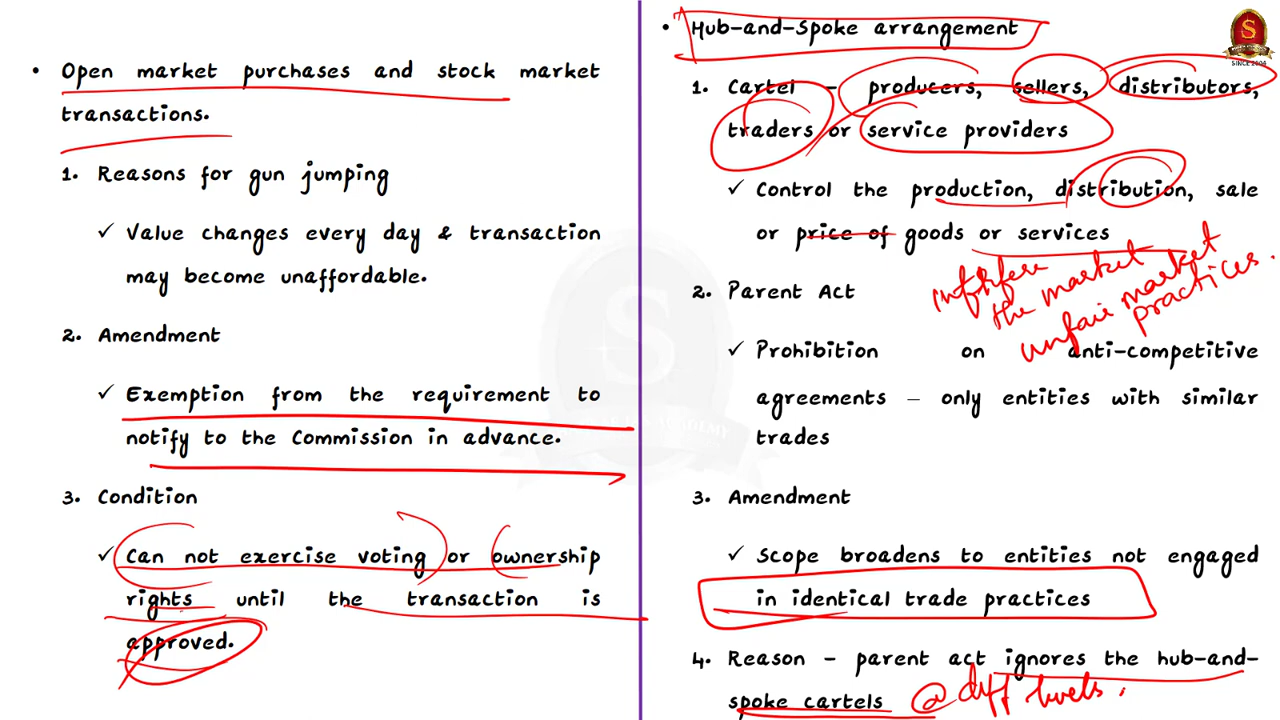 • Open market purchases and stock market
transactions.
1. Reasons for gun jumping
✓ Value changes every day & transaction
may become unaffordable.
2. Amendment
✓ Exemption from the requirement to
notify to the Commission in advance.
3. Condition
✓ Can not exercise voting or ownership
rights until the transaction is
approved.
• Hub-and-Spoke arrangement
1. Cartel - producers, sellers, distributors,
traders or service providers
✓ Control the production, distribution, sale
or price of goods or services
the market
unfair market
practices.
2. Parent Act
✓ Prohibition on anti-competitive
agreements – only entities with similar
trades
3. Amendment
✓ Scope broadens to entities not engaged
in identical trade practices
4. Reason - parent act ignores the hub-and-
spoke cartels @ diff levels.
SINCE 2004